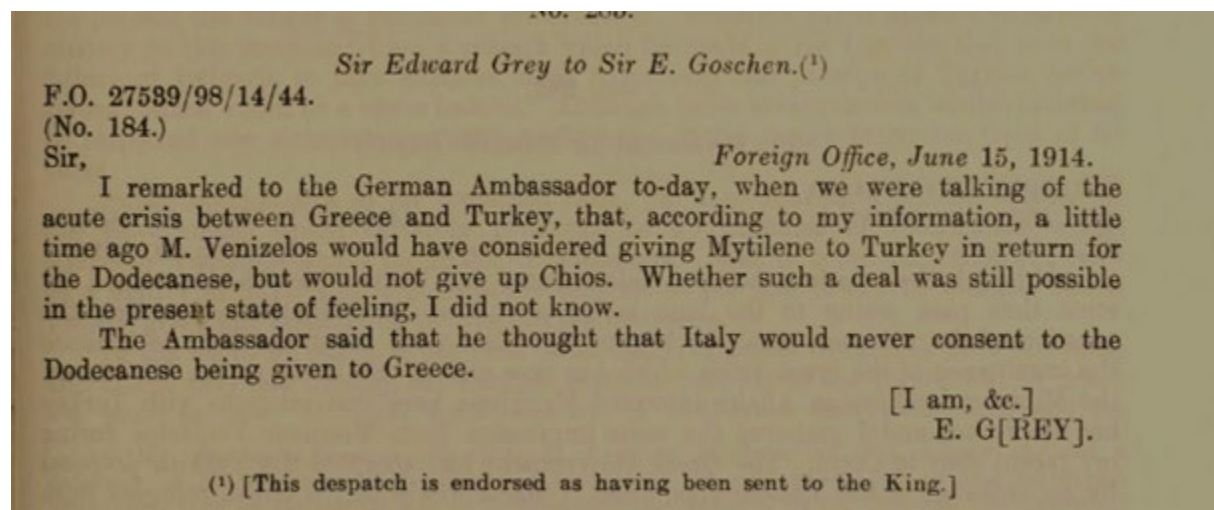 Sir Edward Grey to Sir E. Goschen.(¹)
F.O. 27589/98/14/44.
(No. 184.)
Sir, Foreign Office, June 15, 1914.
I remarked to the German Ambassador to-day, when we were talking of the
acute crisis between Greece and Turkey, that, according to my information, a little
time ago M. Venizelos would have considered giving Mytilene to Turkey in return for
the Dodecanese, but would not give up Chios. Whether such a deal was still possible
in the present state of feeling, I did not know.
The Ambassador said that he thought that Italy would never consent to the
Dodecanese being given to Greece.
[I am, &c.]
E. G[REY].
(¹) [This despatch is endorsed as having been sent to the King.]